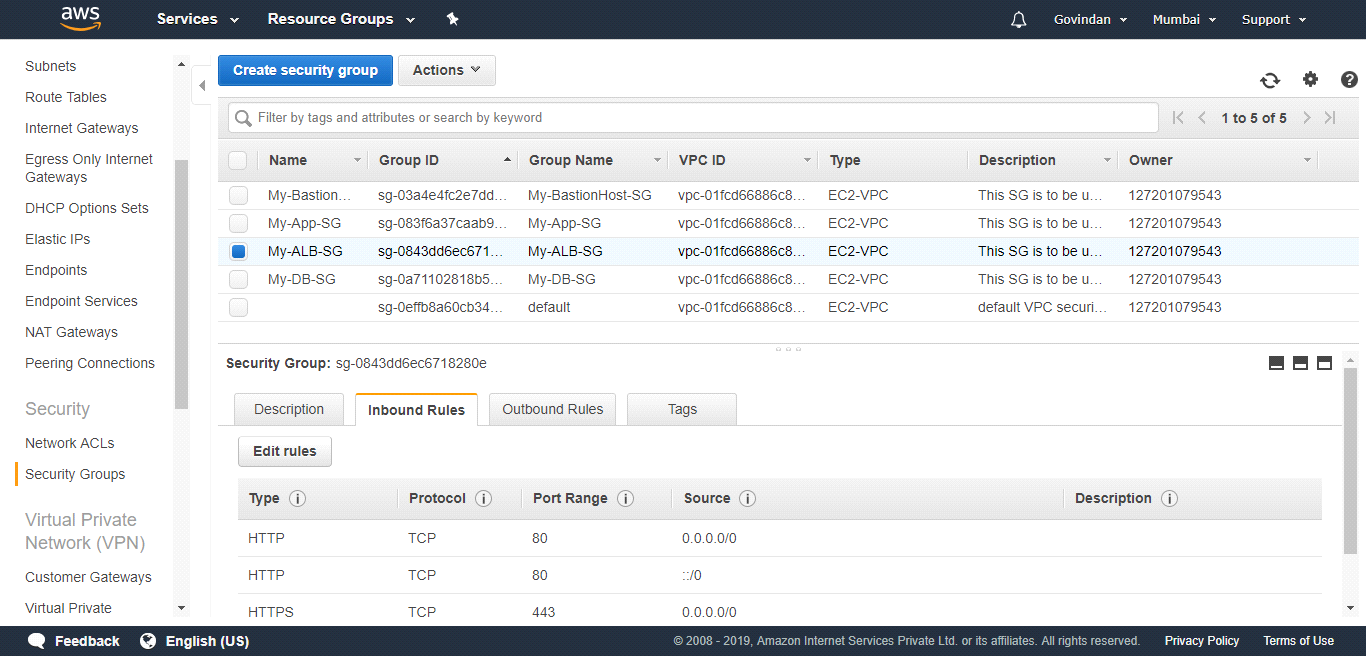 aws Services Resource Groups Govindan Mumbai Support
Subnets
Route Tables
Internet Gateways
Egress Only Internet
Gateways
DHCP Options Sets
Elastic IPs
Endpoints
Endpoint Services
NAT Gateways
Peering Connections
Security
Network ACLs
Security Groups
Virtual Private
Network (VPN)
Customer Gateways
Virtual Private
Create security group Actions
Filter by tags and attributes or search by keyword 1 to 5 of 5
Name Group ID Group Name VPC ID Type Description Owner
My-Bastion... sg-03a4e4fc2e7dd... My-BastionHost-SG vpc-01fcd66886c8... EC2-VPC This SG is to be u... 127201079543
My-App-SG sg-083f6a37caab9... My-App-SG vpc-01fcd66886c8... EC2-VPC This SG is to be u... 127201079543
My-ALB-SG sg-0843dd6ec671... My-ALB-SG vpc-01fcd66886c8... EC2-VPC This SG is to be u... 127201079543
My-DB-SG sg-0a71102818b5... My-DB-SG vpc-01fcd66886c8... EC2-VPC This SG is to be u... 127201079543
sg-0effb8a60cb34... default vpc-01fcd66886c8... EC2-VPC default VPC securi... 127201079543
Security Group: sg-0843dd6ec6718280e
Description Inbound Rules Outbound Rules Tags
Edit rules
Type Protocol Port Range Source Description
HTTP TCP 80 0.0.0.0/0
HTTP TCP 80 ::/0
HTTPS TCP 443 0.0.0.0/0
Feedback English (US) © 2008 - 2019, Amazon Internet Services Private Ltd. or its affiliates. All rights reserved. Privacy Policy Terms of Use